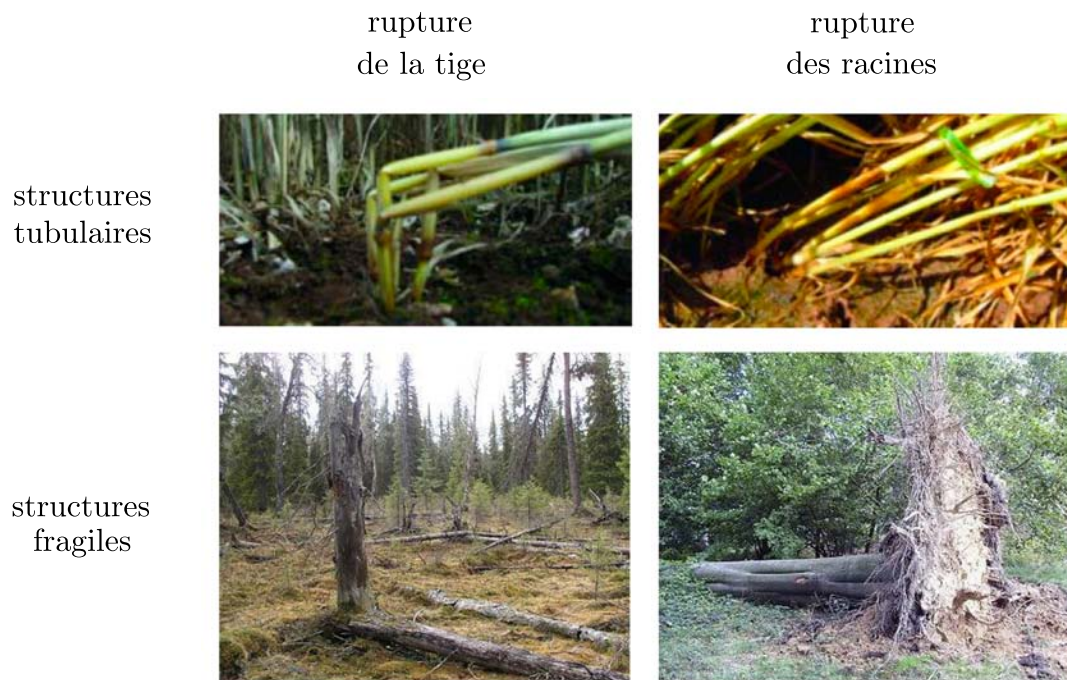 rupture
de la tige
rupture
des racines
structures
tubulaires
structures
fragiles